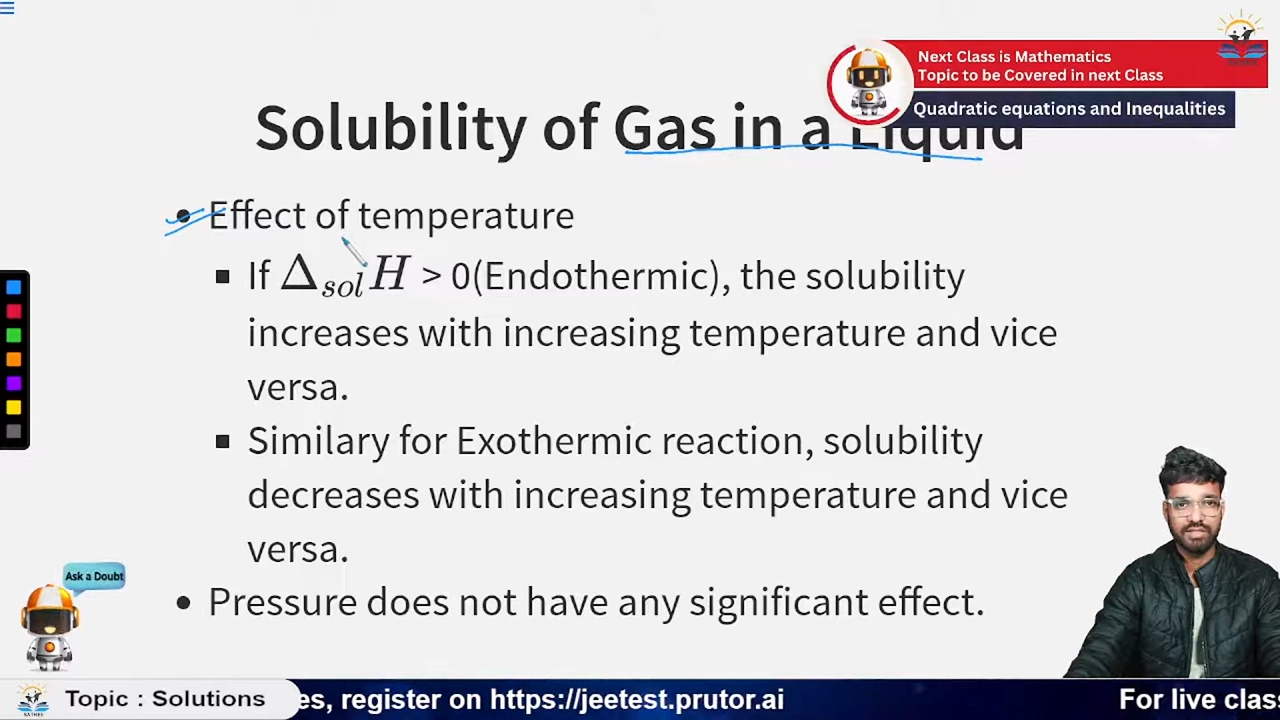 Next Class is Mathematics
Topic to be Covered in next Class
Quadratic equations and Inequalities
Solubility of Gas in a Liquid
• Effect of temperature
▪ If Δ_sol H > 0(Endothermic), the solubility
increases with increasing temperature and vice
versa.
▪ Similary for Exothermic reaction, solubility
decreases with increasing temperature and vice
versa.
• Pressure does not have any significant effect.
Ask a Doubt
Topic : Solutions
es, register on https://jeetest.prutor.ai
For live clas